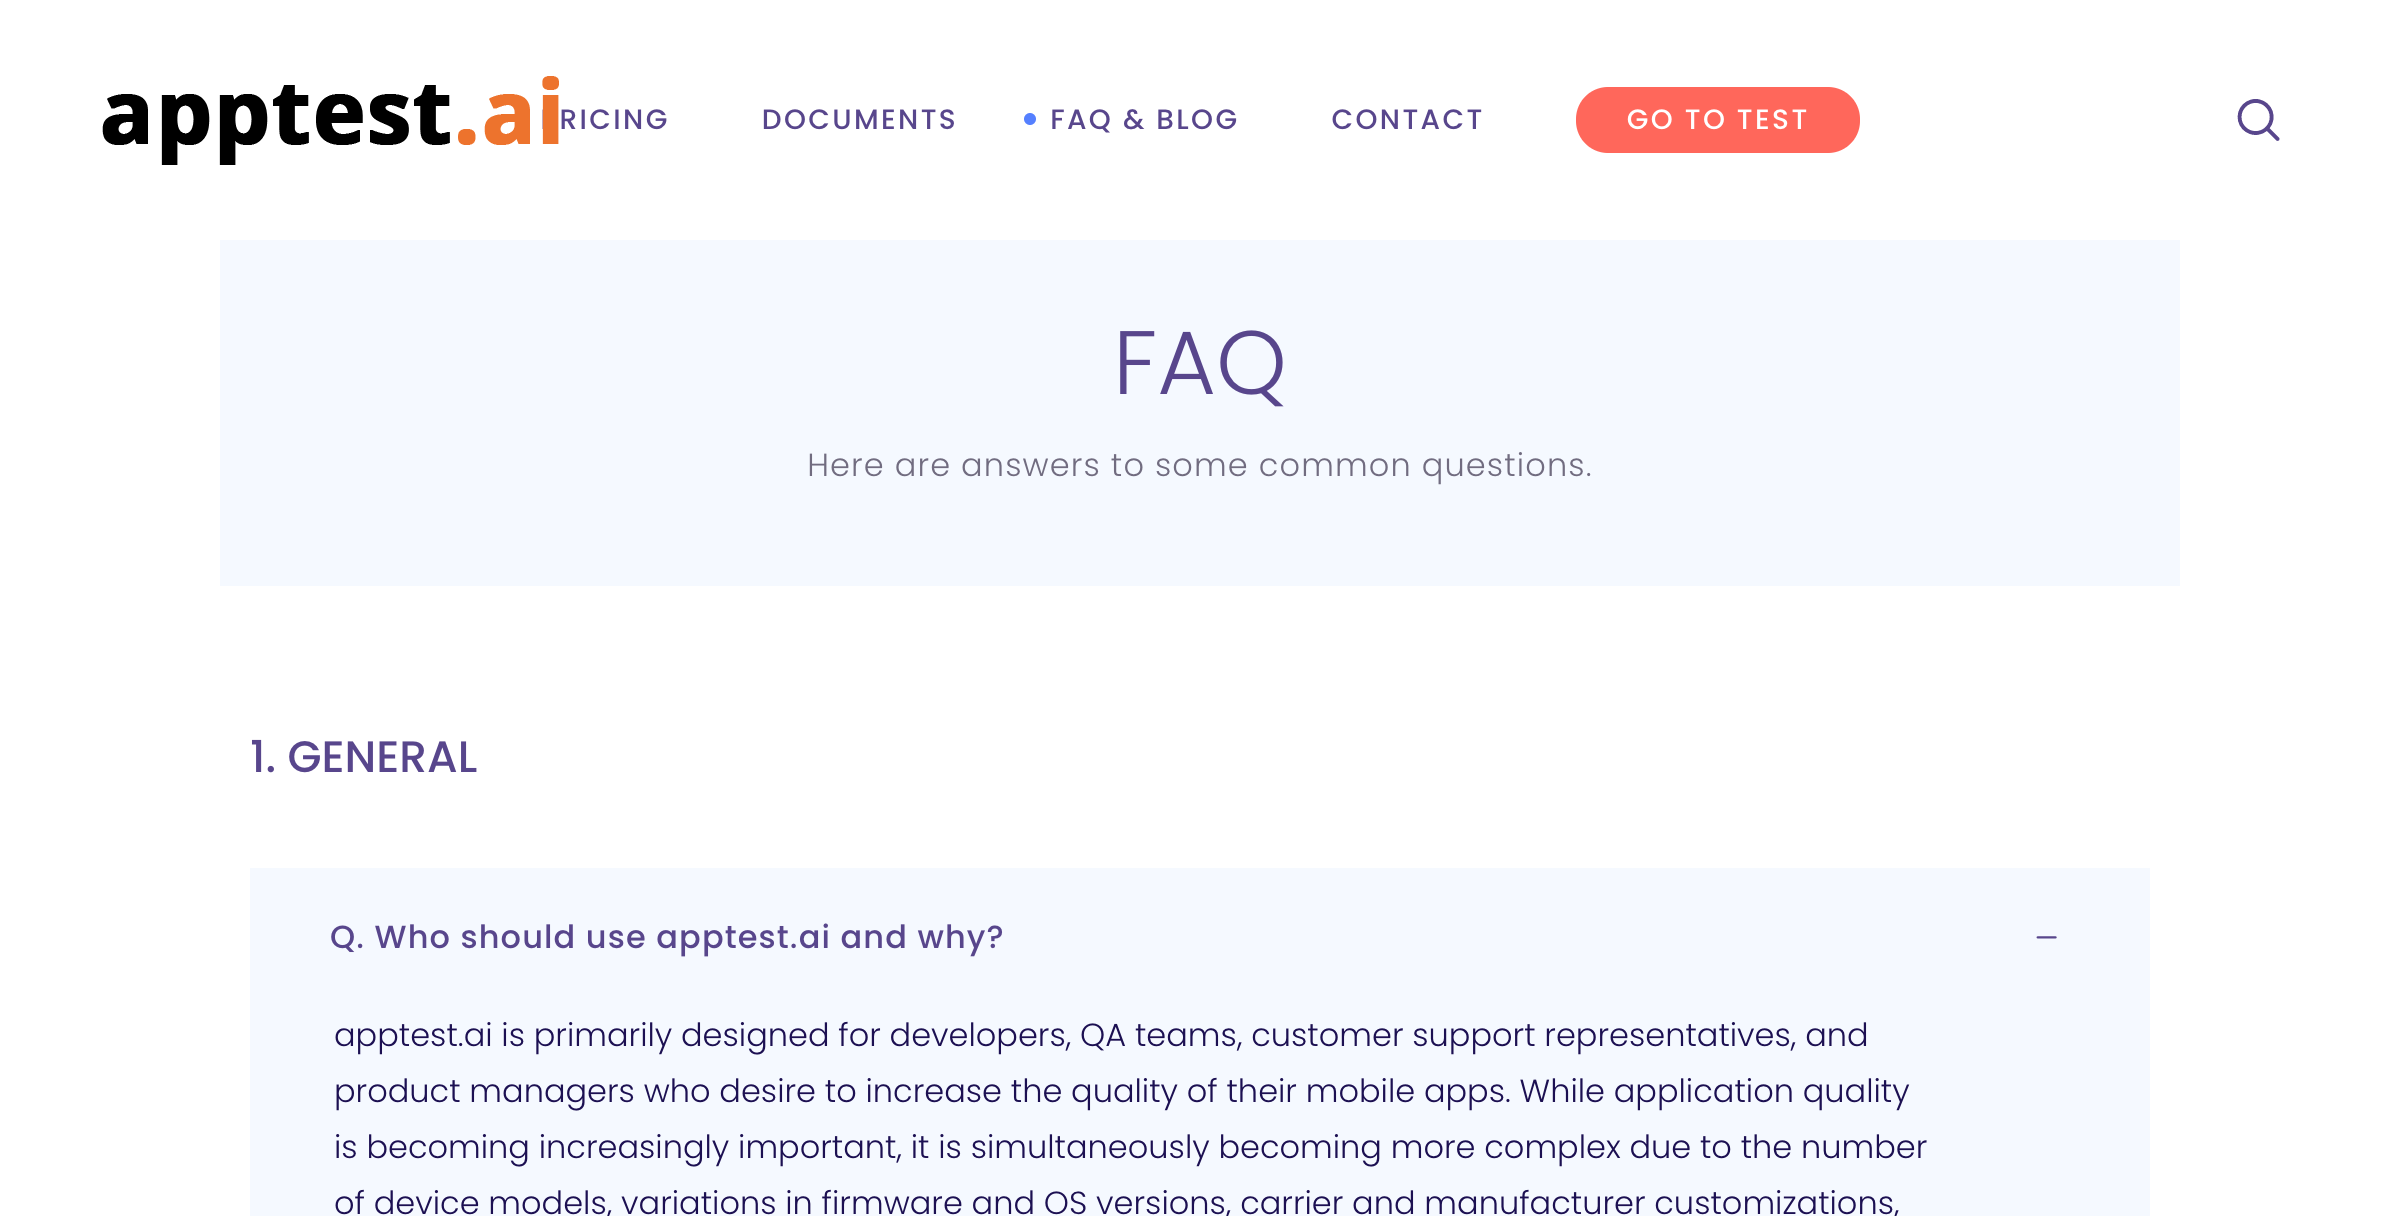 apptest.ai
PRICING
DOCUMENTS
FAQ & BLOG
CONTACT
GO TO TEST
FAQ
Here are answers to some common questions.
1. GENERAL
Q. Who should use apptest.ai and why?
apptest.ai is primarily designed for developers, QA teams, customer support representatives, and
product managers who desire to increase the quality of their mobile apps. While application quality
is becoming increasingly important, it is simultaneously becoming more complex due to the number
of device models, variations in firmware and OS versions, carrier and manufacturer customizations,